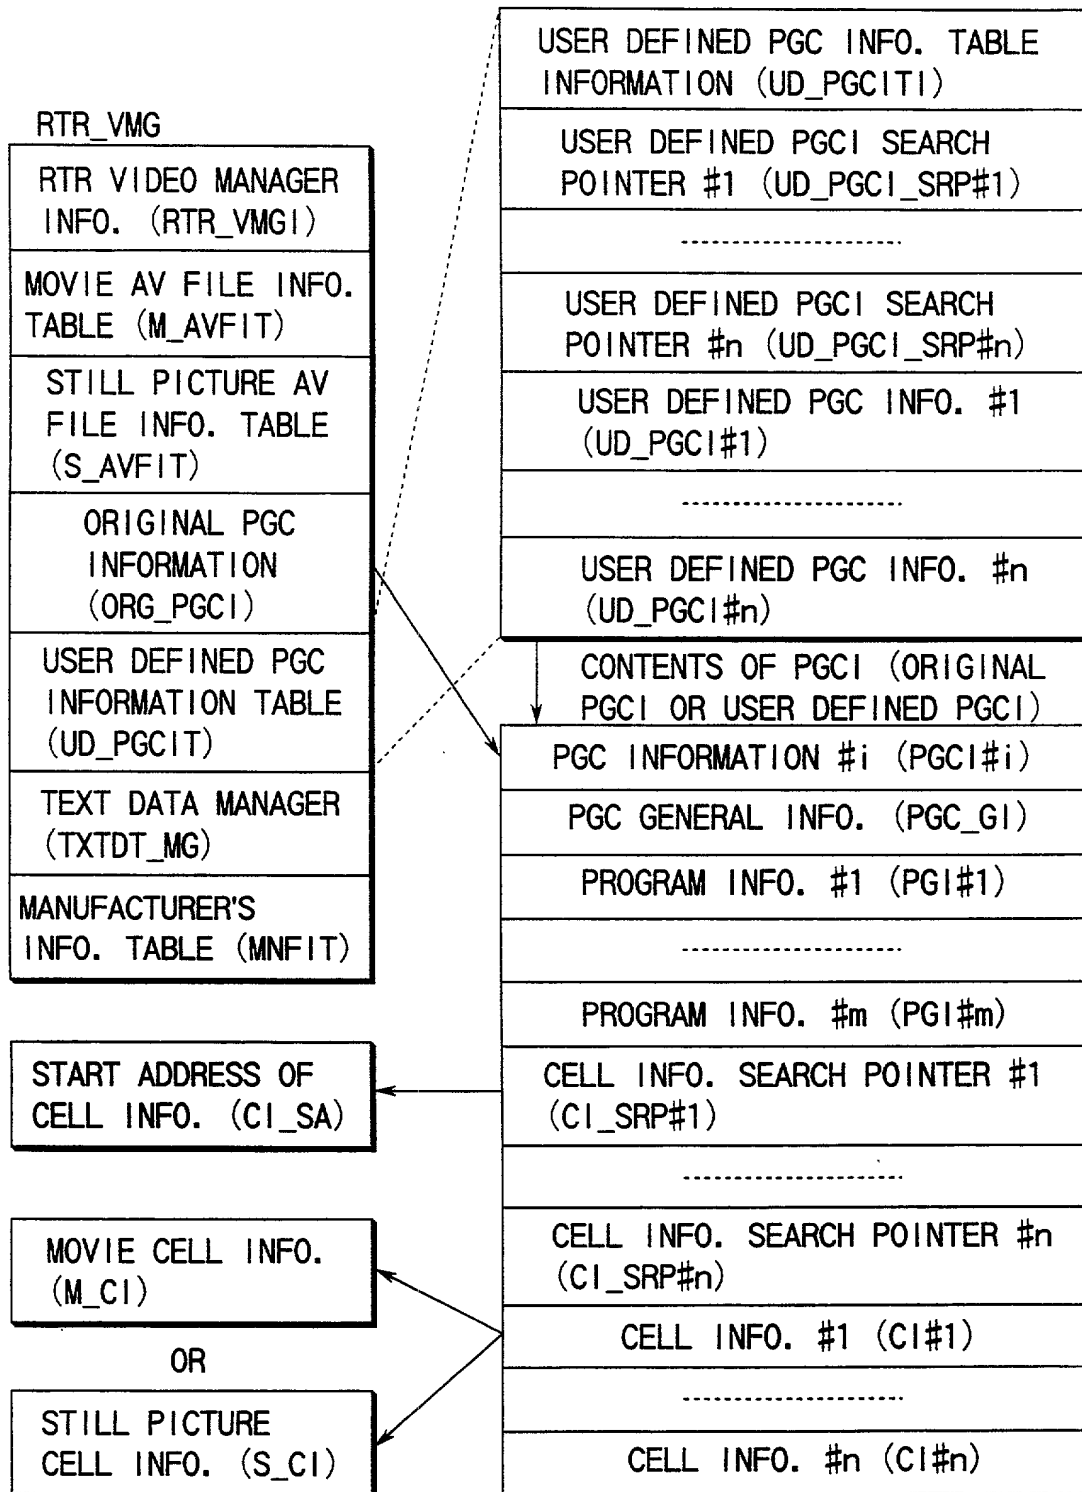 RTR_VMG
RTR VIDEO MANAGER
INFO. (RTR_VMGI)
MOVIE AV FILE INFO.
TABLE (M_AVFIT)
STILL PICTURE AV
FILE INFO. TABLE
(S_AVFIT)
ORIGINAL PGC
INFORMATION
(ORG_PGCI)
USER DEFINED PGC
INFORMATION TABLE
(UD_PGCIT)
TEXT DATA MANAGER
(TXTDT_MG)
MANUFACTURER'S
INFO. TABLE (MNFIT)
START ADDRESS OF
CELL INFO. (CI_SA)
MOVIE CELL INFO.
(M_CI)
OR
STILL PICTURE
CELL INFO. (S_CI)
USER DEFINED PGC INFO. TABLE
INFORMATION (UD_PGCITI)
USER DEFINED PGCI SEARCH
POINTER #1 (UD_PGCI_SRP#1)
USER DEFINED PGCI SEARCH
POINTER #n (UD_PGCI_SRP#n)
USER DEFINED PGC INFO. #1
(UD_PGCI#1)
USER DEFINED PGC INFO. #n
(UD_PGCI#n)
CONTENTS OF PGCI (ORIGINAL
PGCI OR USER DEFINED PGCI)
PGC INFORMATION #i (PGCI#i)
PGC GENERAL INFO. (PGC_GI)
PROGRAM INFO. #1 (PGI#1)
PROGRAM INFO. #m (PGI#m)
CELL INFO. SEARCH POINTER #1
(CI_SRP#1)
CELL INFO. SEARCH POINTER #n
(CI_SRP#n)
CELL INFO. #1 (CI#1)
CELL INFO. #n (CI#n)